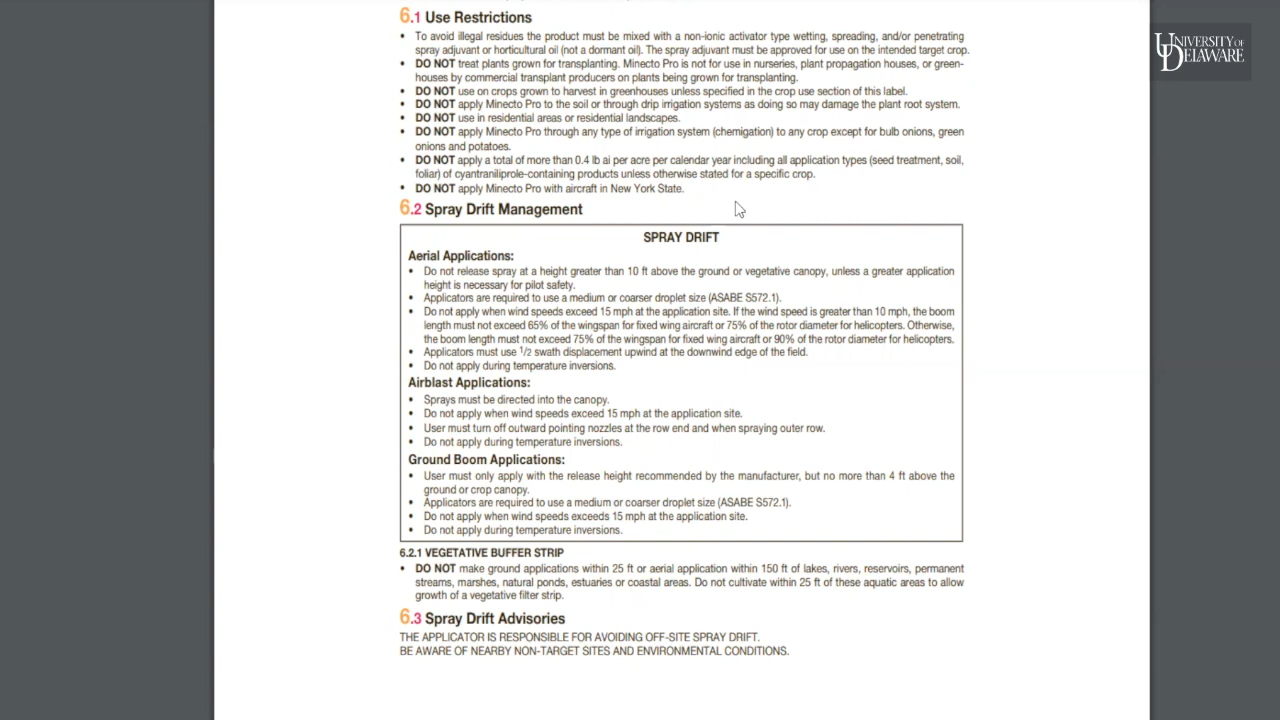 6.1 Use Restrictions
• To avoid illegal residues the product must be mixed with a non-ionic activator type wetting, spreading, and/or penetrating
spray adjuvant or horticultural oil (not a dormant oil). The spray adjuvant must be approved for use on the intended target crop.
• DO NOT treat plants grown for transplanting. Minecto Pro is not for use in nurseries, plant propagation houses, or green-
houses by commercial transplant producers on plants being grown for transplanting.
• DO NOT use on crops grown to harvest in greenhouses unless specified in the crop use section of this label.
• DO NOT apply Minecto Pro to the soil or through drip irrigation systems as doing so may damage the plant root system.
• DO NOT use in residential areas or residential landscapes.
• DO NOT apply Minecto Pro through any type of irrigation system (chemigation) to any crop except for bulb onions, green
onions and potatoes.
• DO NOT apply a total of more than 0.4 lb ai per acre per calendar year including all application types (seed treatment, soil,
foliar) of cyantraniliprole-containing products unless otherwise stated for a specific crop.
• DO NOT apply Minecto Pro with aircraft in New York State.
6.2 Spray Drift Management
SPRAY DRIFT
Aerial Applications:
• Do not release spray at a height greater than 10 ft above the ground or vegetative canopy, unless a greater application
height is necessary for pilot safety.
• Applicators are required to use a medium or coarser droplet size (ASABE S572.1).
• Do not apply when wind speeds exceed 15 mph at the application site. If the wind speed is greater than 10 mph, the boom
length must not exceed 65% of the wingspan for fixed wing aircraft or 75% of the rotor diameter for helicopters. Otherwise,
the boom length must not exceed 75% of the wingspan for fixed wing aircraft or 90% of the rotor diameter for helicopters.
• Applicators must use 1/2 swath displacement upwind at the downwind edge of the field.
• Do not apply during temperature inversions.
Airblast Applications:
• Sprays must be directed into the canopy.
• Do not apply when wind speeds exceed 15 mph at the application site.
• User must turn off outward pointing nozzles at the row end and when spraying outer row.
• Do not apply during temperature inversions.
Ground Boom Applications:
• User must only apply with the release height recommended by the manufacturer, but no more than 4 ft above the
ground or crop canopy.
• Applicators are required to use a medium or coarser droplet size (ASABE S572.1).
• Do not apply when wind speeds exceeds 15 mph at the application site.
• Do not apply during temperature inversions.
6.2.1 VEGETATIVE BUFFER STRIP
• DO NOT make ground applications within 25 ft or aerial application within 150 ft of lakes, rivers, reservoirs, permanent
streams, marshes, natural ponds, estuaries or coastal areas. Do not cultivate within 25 ft of these aquatic areas to allow
growth of a vegetative filter strip.
6.3 Spray Drift Advisories
THE APPLICATOR IS RESPONSIBLE FOR AVOIDING OFF-SITE SPRAY DRIFT.
BE AWARE OF NEARBY NON-TARGET SITES AND ENVIRONMENTAL CONDITIONS.
UNIVERSITY OF
DELAWARE